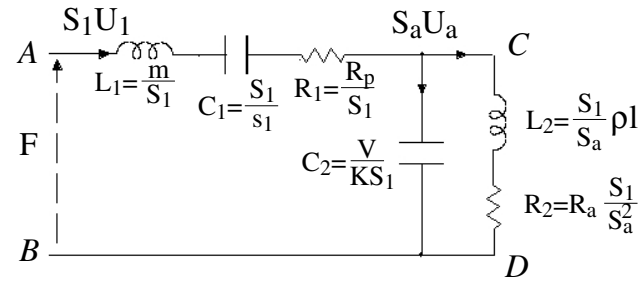 S₁U₁
SₐUₐ
A
C
L₁=m/S₁
C₁=S₁/s₁
R₁=Rₚ/S₁
F
C₂=V/KS₁
L₂=S₁/Sₐ ρl
R₂=Rₐ S₁/Sₐ²
B
D